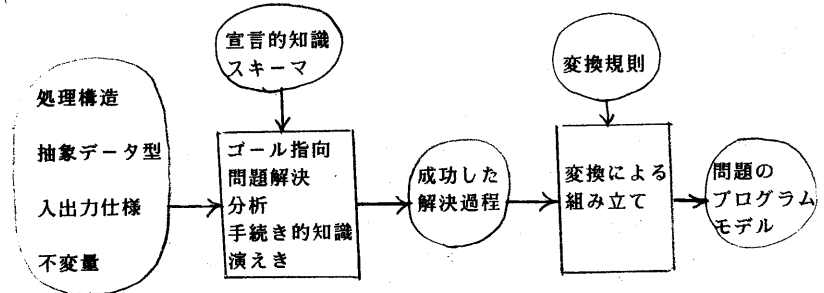 宣言的知識
スキーマ
変換規則
処理構造
抽象データ型
入出力仕様
不変量
ゴール指向
問題解決
分析
手続き的知識
演えき
成功した
解決過程
変換による
組み立て
問題の
プログラム
モデル